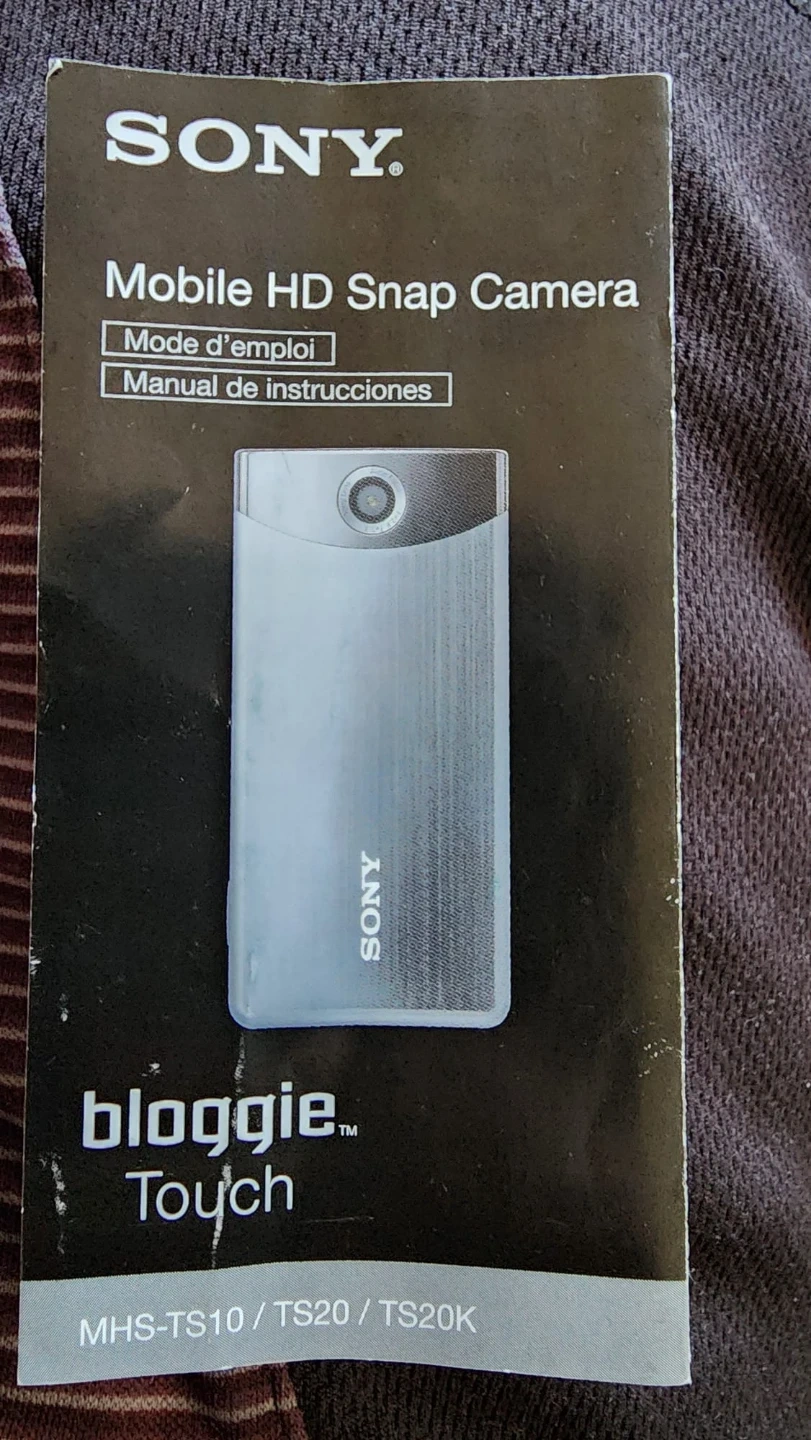 SONY®
Mobile HD Snap Camera
Mode d'emploi
Manual de instrucciones
SONY
bloggie™
Touch
MHS-TS10 / TS20 / TS20K